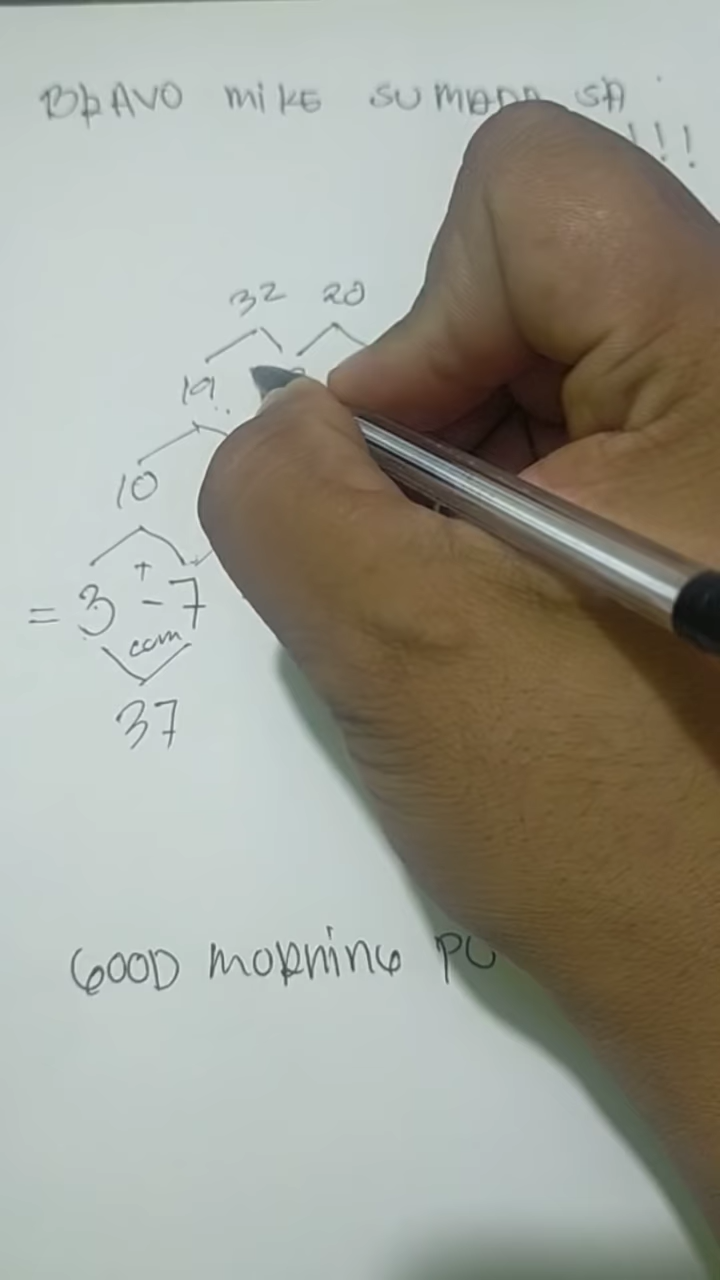 BRAVO MIKE SUMADA SA
!!!
32 20
19
10
+
= 3 - 7
com
37
GOOD MORNING PO